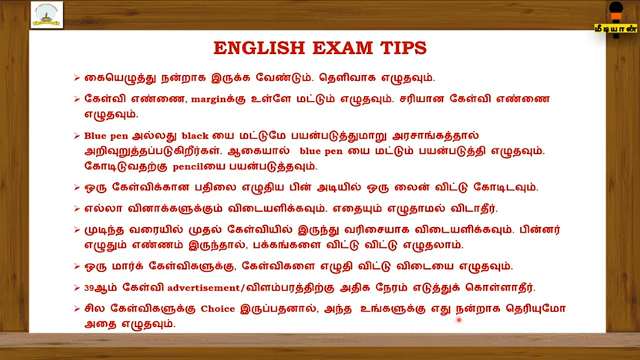 மீடியான்
ENGLISH EXAM TIPS
➢ கையெழுத்து நன்றாக இருக்க வேண்டும். தெளிவாக எழுதவும்.
➢ கேள்வி எண்ணை, marginக்கு உள்ளே மட்டும் எழுதவும். சரியான கேள்வி எண்ணை
எழுதவும்.
➢ Blue pen அல்லது black யை மட்டுமே பயன்படுத்துமாறு அரசாங்கத்தால்
அறிவுறுத்தப்படுகிறீர்கள். ஆகையால் blue pen யை மட்டும் பயன்படுத்தி எழுதவும்.
கோடிடுவதற்கு pencilயை பயன்படுத்தவும்.
➢ ஒரு கேள்விக்கான பதிலை எழுதிய பின் அடியில் ஒரு லைன் விட்டு கோடிடவும்.
➢ எல்லா வினாக்களுக்கும் விடையளிக்கவும். எதையும் எழுதாமல் விடாதீர்.
➢ முடிந்த வரையில் முதல் கேள்வியில் இருந்து வரிசையாக விடையளிக்கவும். பின்னர்
எழுதும் எண்ணம் இருந்தால், பக்கங்களை விட்டு விட்டு எழுதலாம்.
➢ ஒரு மார்க் கேள்விகளுக்கு, கேள்விகளை எழுதி விட்டு விடையை எழுதவும்.
➢ 39ஆம் கேள்வி advertisement/விளம்பரத்திற்கு அதிக நேரம் எடுத்துக் கொள்ளாதீர்.
➢ சில கேள்விகளுக்கு Choice இருப்பதனால், அந்த உங்களுக்கு எது நன்றாக தெரியுமோ
அதை எழுதவும்.